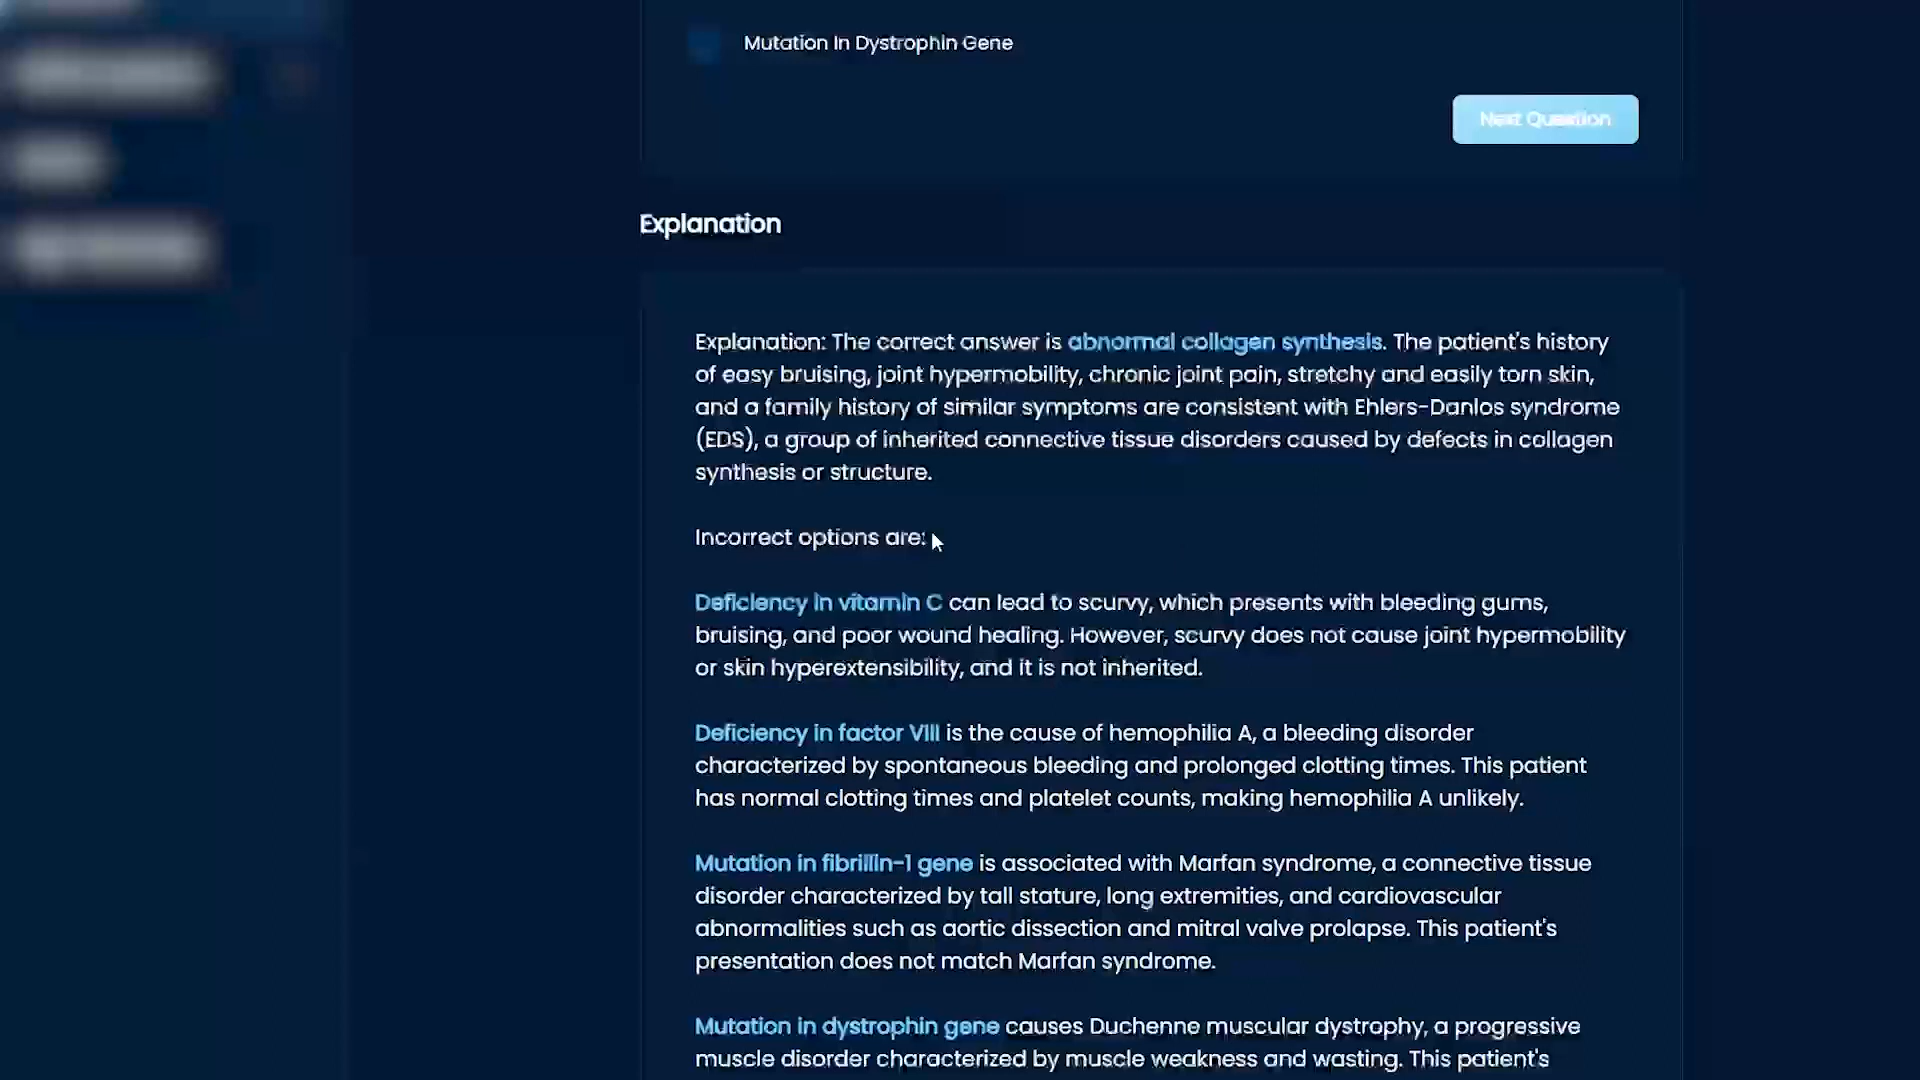 Mutation In Dystrophin Gene
Next Question
Explanation
Explanation: The correct answer is abnormal collagen synthesis. The patient's history
of easy bruising, joint hypermobility, chronic joint pain, stretchy and easily torn skin,
and a family history of similar symptoms are consistent with Ehlers-Danlos syndrome
(EDS), a group of inherited connective tissue disorders caused by defects in collagen
synthesis or structure.
Incorrect options are:
Deficiency in vitamin C can lead to scurvy, which presents with bleeding gums,
bruising, and poor wound healing. However, scurvy does not cause joint hypermobility
or skin hyperextensibility, and it is not inherited.
Deficiency in factor VIII is the cause of hemophilia A, a bleeding disorder
characterized by spontaneous bleeding and prolonged clotting times. This patient
has normal clotting times and platelet counts, making hemophilia A unlikely.
Mutation in fibrillin-1 gene is associated with Marfan syndrome, a connective tissue
disorder characterized by tall stature, long extremities, and cardiovascular
abnormalities such as aortic dissection and mitral valve prolapse. This patient's
presentation does not match Marfan syndrome.
Mutation in dystrophin gene causes Duchenne muscular dystrophy, a progressive
muscle disorder characterized by muscle weakness and wasting. This patient's